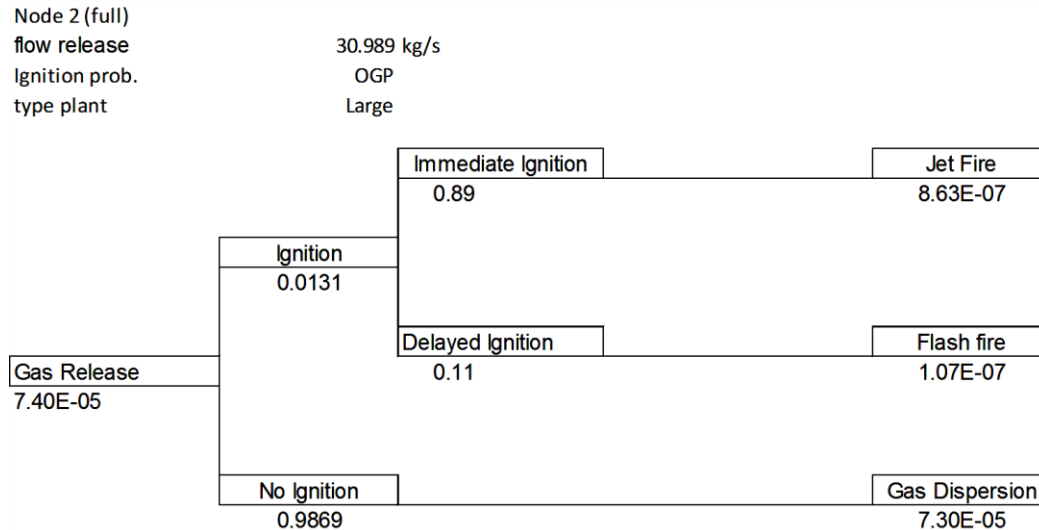 Node 2 (full)
flow release 30.989 kg/s
Ignition prob. OGP
type plant Large
Immediate Ignition Jet Fire
0.89 8.63E-07
Ignition
0.0131
Delayed Ignition Flash fire
0.11 1.07E-07
Gas Release
7.40E-05
No Ignition Gas Dispersion
0.9869 7.30E-05